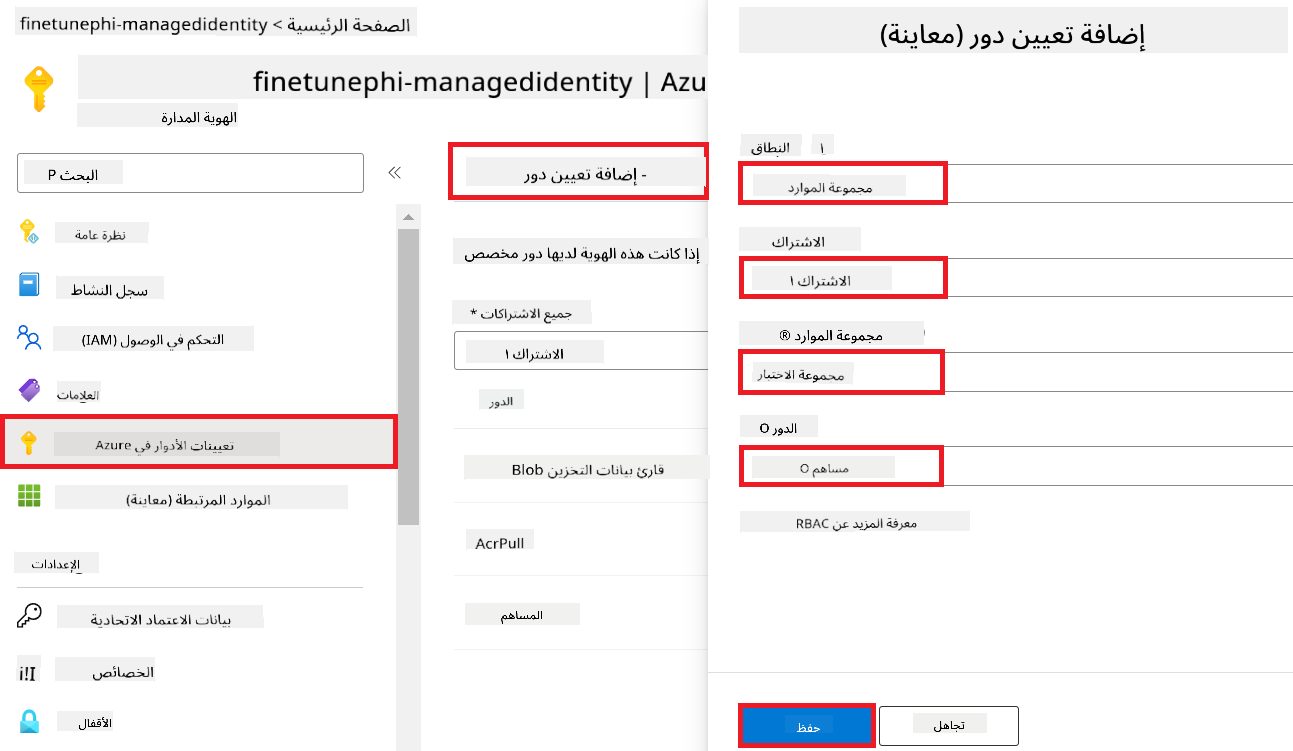 الصفحة الرئيسية > finetunephi-managedidentity
finetunephi-managedidentity | Azu
الهوية المدارة
البحث P
نظرة عامة
سجل النشاط
التحكم في الوصول (IAM)
العلامات
تعيينات الأدوار في Azure
الموارد المرتبطة (معاينة)
الإعدادات
بيانات الاعتماد الاتحادية
الخصائص
الأقفال
- إضافة تعيين دور
إذا كانت هذه الهوية لديها دور مخصص
جميع الاشتراكات *
الاشتراك ١
الدور
قارئ بيانات التخزين Blob
AcrPull
المساهم
إضافة تعيين دور (معاينة)
النطاق
مجموعة الموارد
الاشتراك
الاشتراك ١
مجموعة الموارد ®
مجموعة الاختبار
الدور O
مساهم O
معرفة المزيد عن RBAC
حفظ
تجاهل